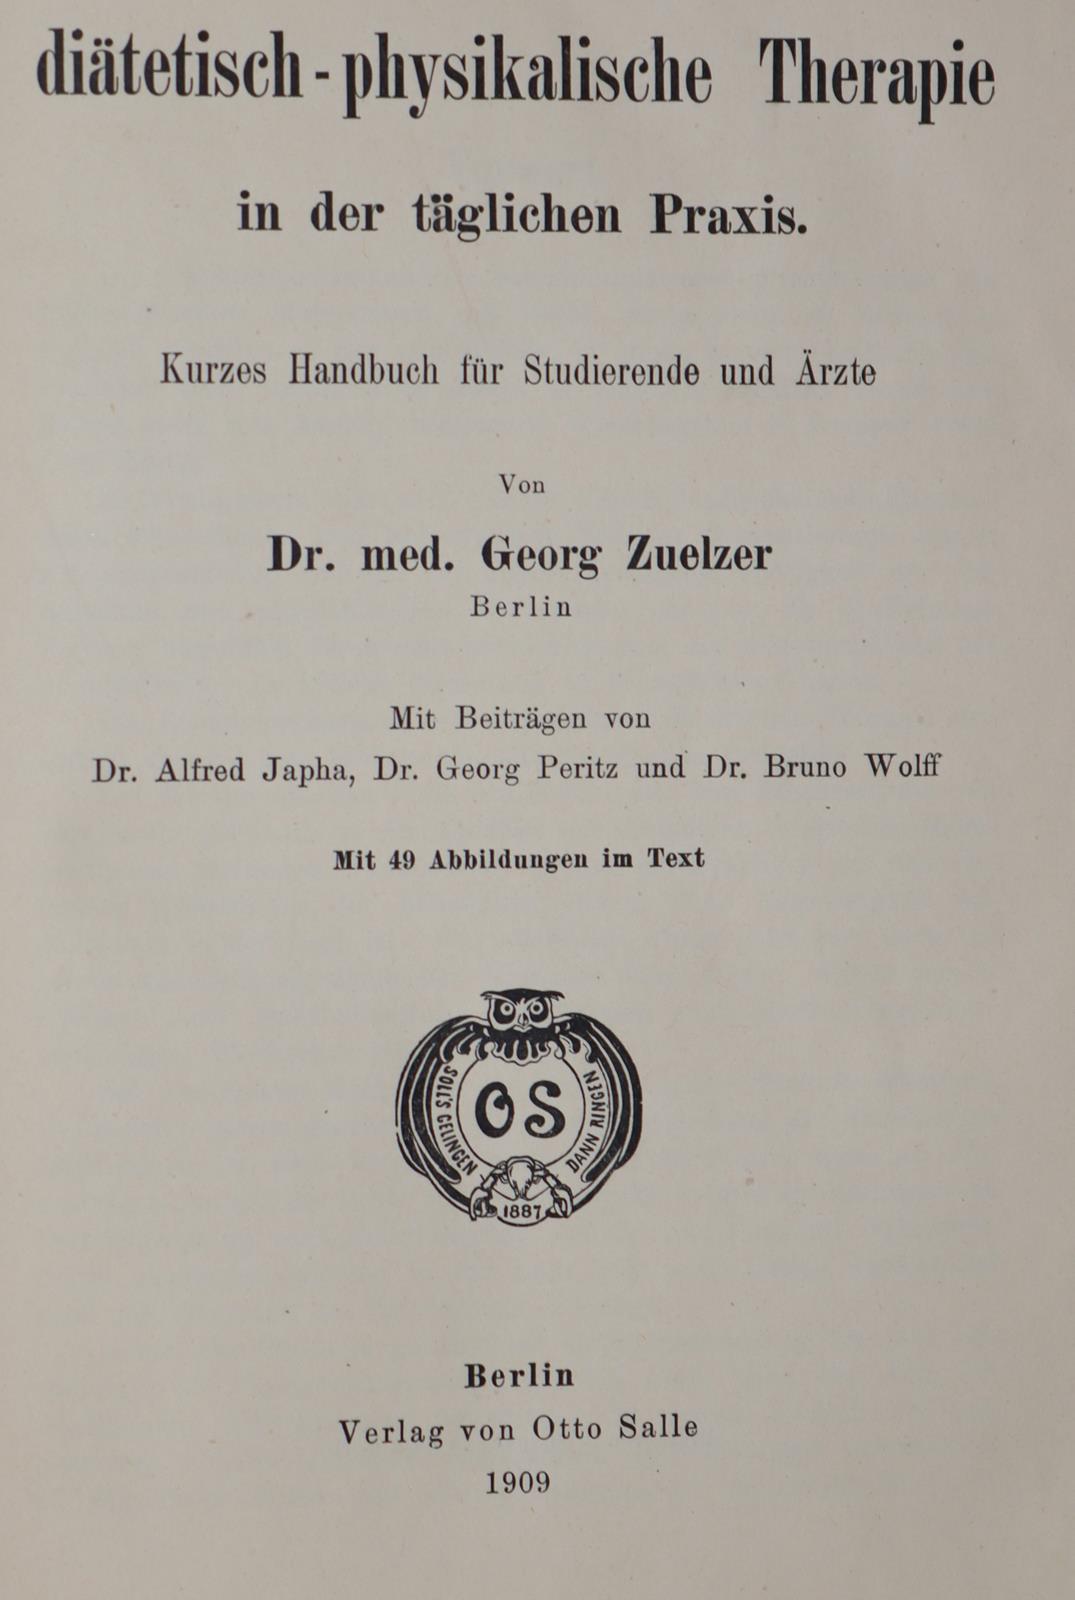 diätetisch-physikalische Therapie
in der täglichen Praxis.
Kurzes Handbuch für Studierende und Ärzte
Von
Dr. med. Georg Zuelzer
Berlin
Mit Beiträgen von
Dr. Alfred Japha, Dr. Georg Peritz und Dr. Bruno Wolff
Mit 49 Abbildungen im Text
SOLL'S GELINGEN
OS
DANN RINGEN
1887
Berlin
Verlag von Otto Salle
1909